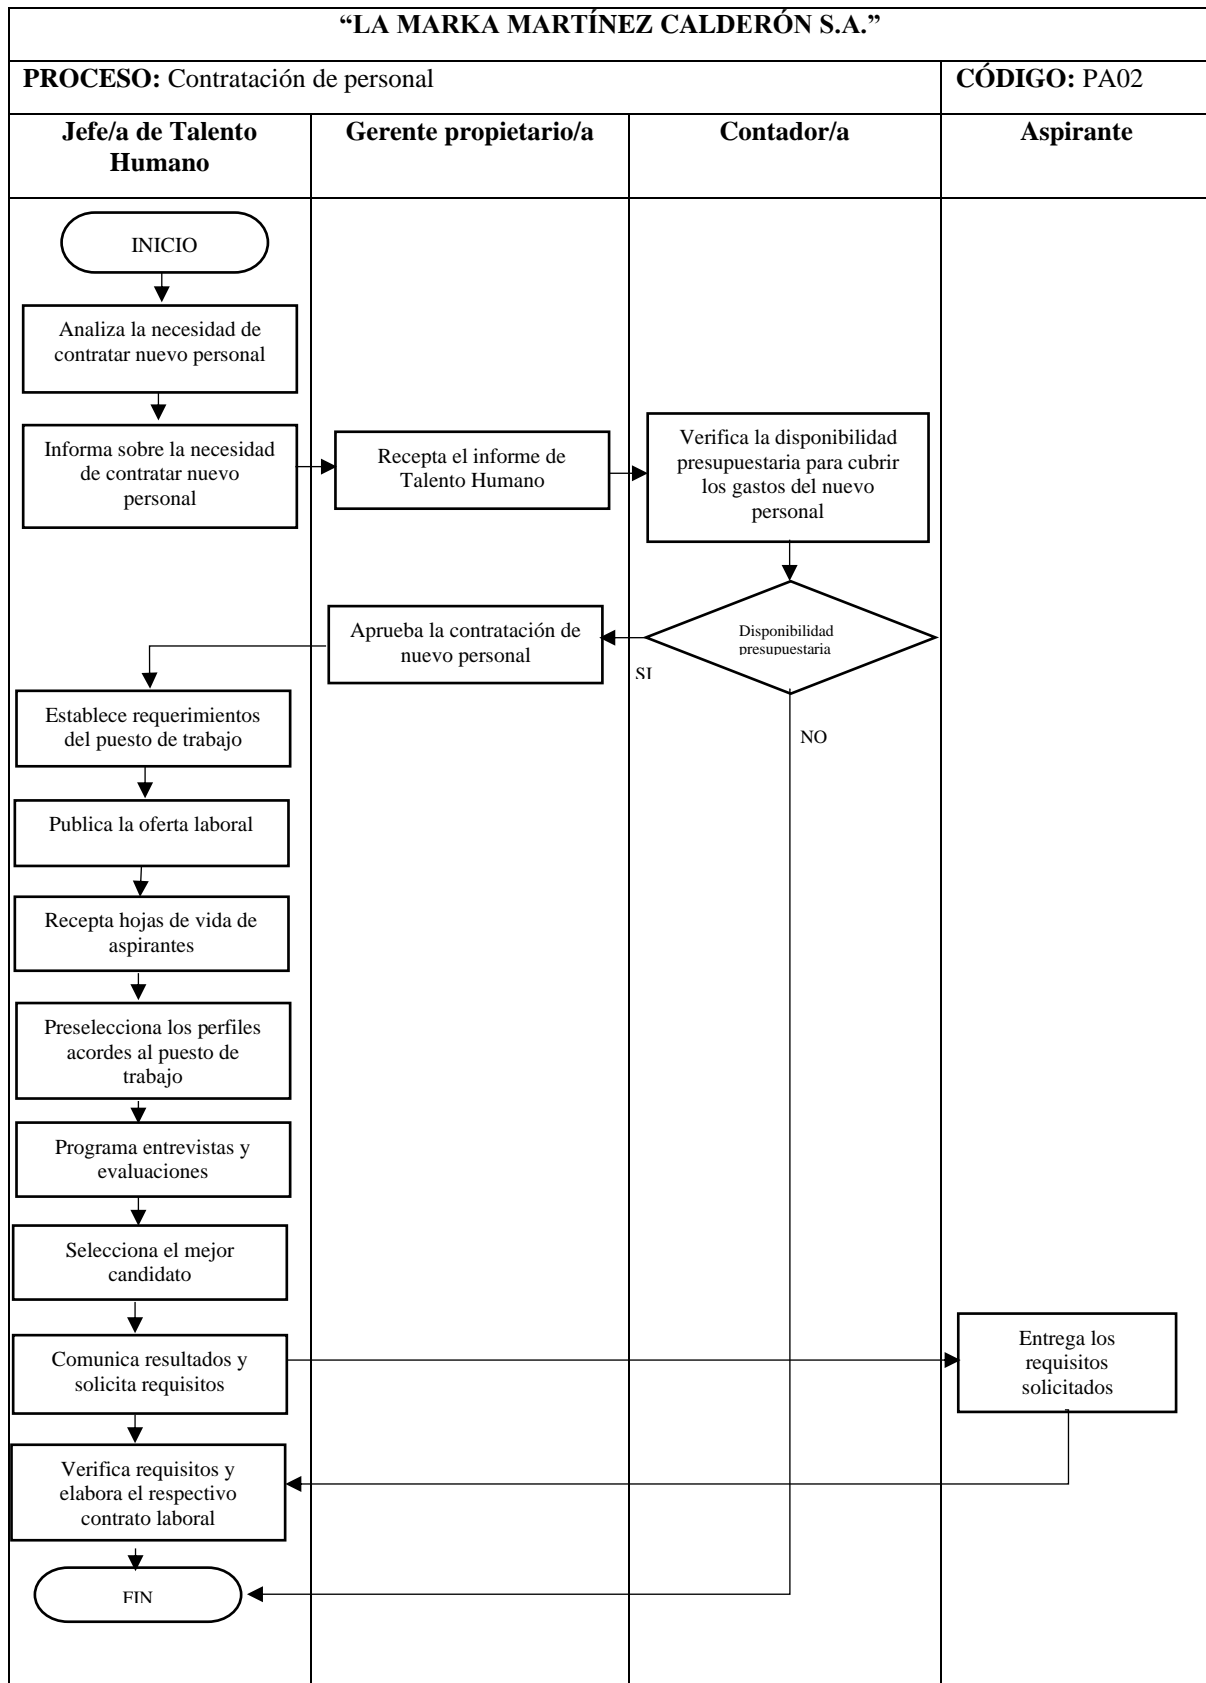 “LA MARKA MARTÍNEZ CALDERÓN S.A.”
PROCESO: Contratación de personal
CÓDIGO: PA02
Jefe/a de Talento
Humano
Gerente propietario/a
Contador/a
Aspirante
INICIO
Analiza la necesidad de
contratar nuevo personal
Informa sobre la necesidad
de contratar nuevo
personal
Recepta el informe de
Talento Humano
Verifica la disponibilidad
presupuestaria para cubrir
los gastos del nuevo
personal
Disponibilidad
presupuestaria
SI
NO
Aprueba la contratación de
nuevo personal
Establece requerimientos
del puesto de trabajo
Publica la oferta laboral
Recepta hojas de vida de
aspirantes
Preselecciona los perfiles
acordes al puesto de
trabajo
Programa entrevistas y
evaluaciones
Selecciona el mejor
candidato
Comunica resultados y
solicita requisitos
Entrega los
requisitos
solicitados
Verifica requisitos y
elabora el respectivo
contrato laboral
FIN